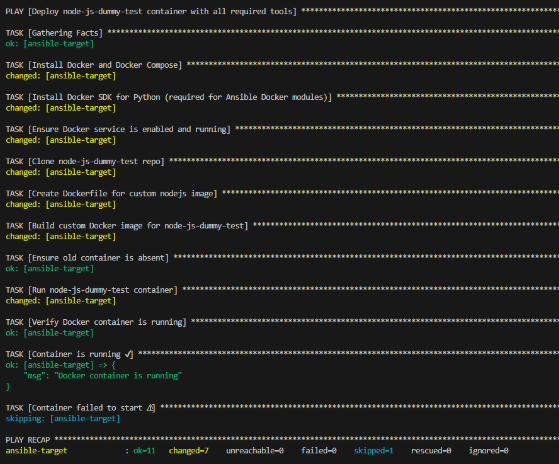 PLAY [Deploy node-js-dummy-test container with all required tools] **********************************************************
TASK [Gathering Facts] **********************************************************************************************
ok: [ansible-target]
TASK [Install Docker and Docker Compose] ****************************************************************************
changed: [ansible-target]
TASK [Install Docker SDK for Python (required for Ansible Docker modules)] **************************************************
changed: [ansible-target]
TASK [Ensure Docker service is enabled and running] *****************************************************************
changed: [ansible-target]
TASK [Clone node-js-dummy-test repo] ********************************************************************************
changed: [ansible-target]
TASK [Create Dockerfile for custom nodejs image] ********************************************************************
changed: [ansible-target]
TASK [Build custom Docker image for node-js-dummy-test] *************************************************************
changed: [ansible-target]
TASK [Ensure old container is absent] *******************************************************************************
ok: [ansible-target]
TASK [Run node-js-dummy-test container] *****************************************************************************
changed: [ansible-target]
TASK [Verify Docker container is running] ***************************************************************************
ok: [ansible-target]
TASK [Container is running ✓] ***************************************************************************************
ok: [ansible-target] => {
    "msg": "Docker container is running"
}
TASK [Container failed to start ⚠] **********************************************************************************
skipping: [ansible-target]
PLAY RECAP **********************************************************************************************************
ansible-target : ok=11 changed=7 unreachable=0 failed=0 skipped=1 rescued=0 ignored=0